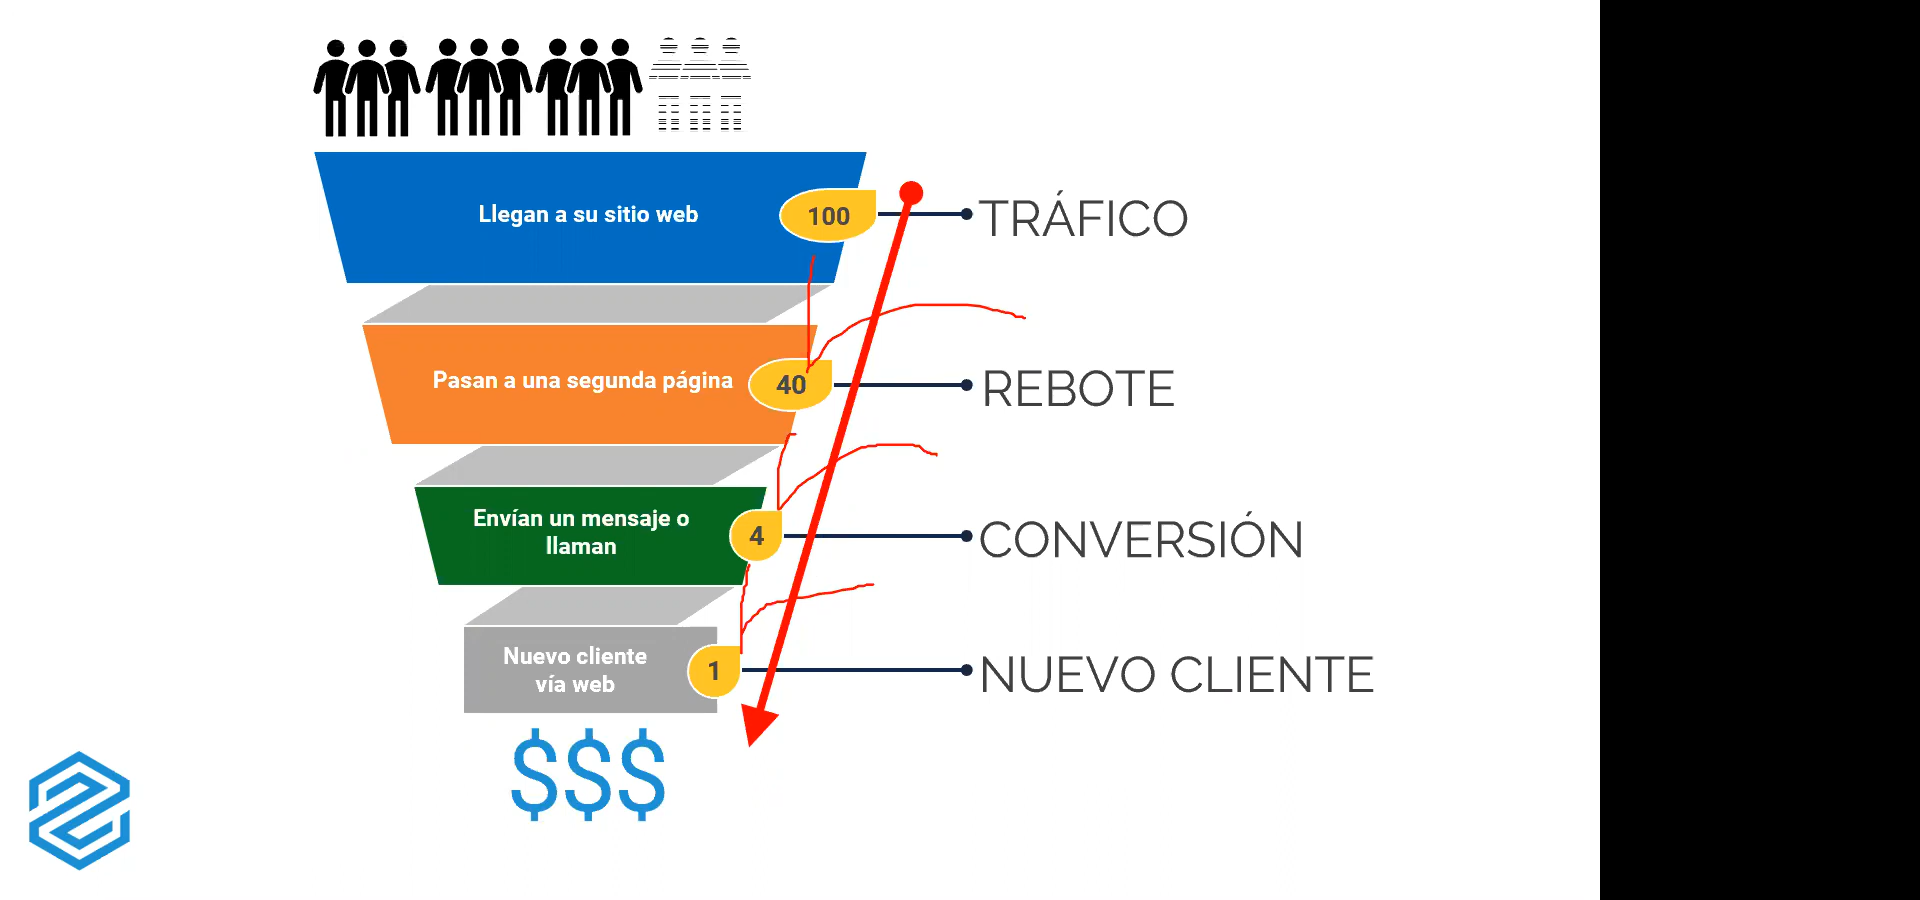 Llegan a su sitio web
100
TRÁFICO
Pasan a una segunda página
40
REBOTE
Envían un mensaje o
llaman
4
CONVERSIÓN
Nuevo cliente
vía web
1
NUEVO CLIENTE
$$$